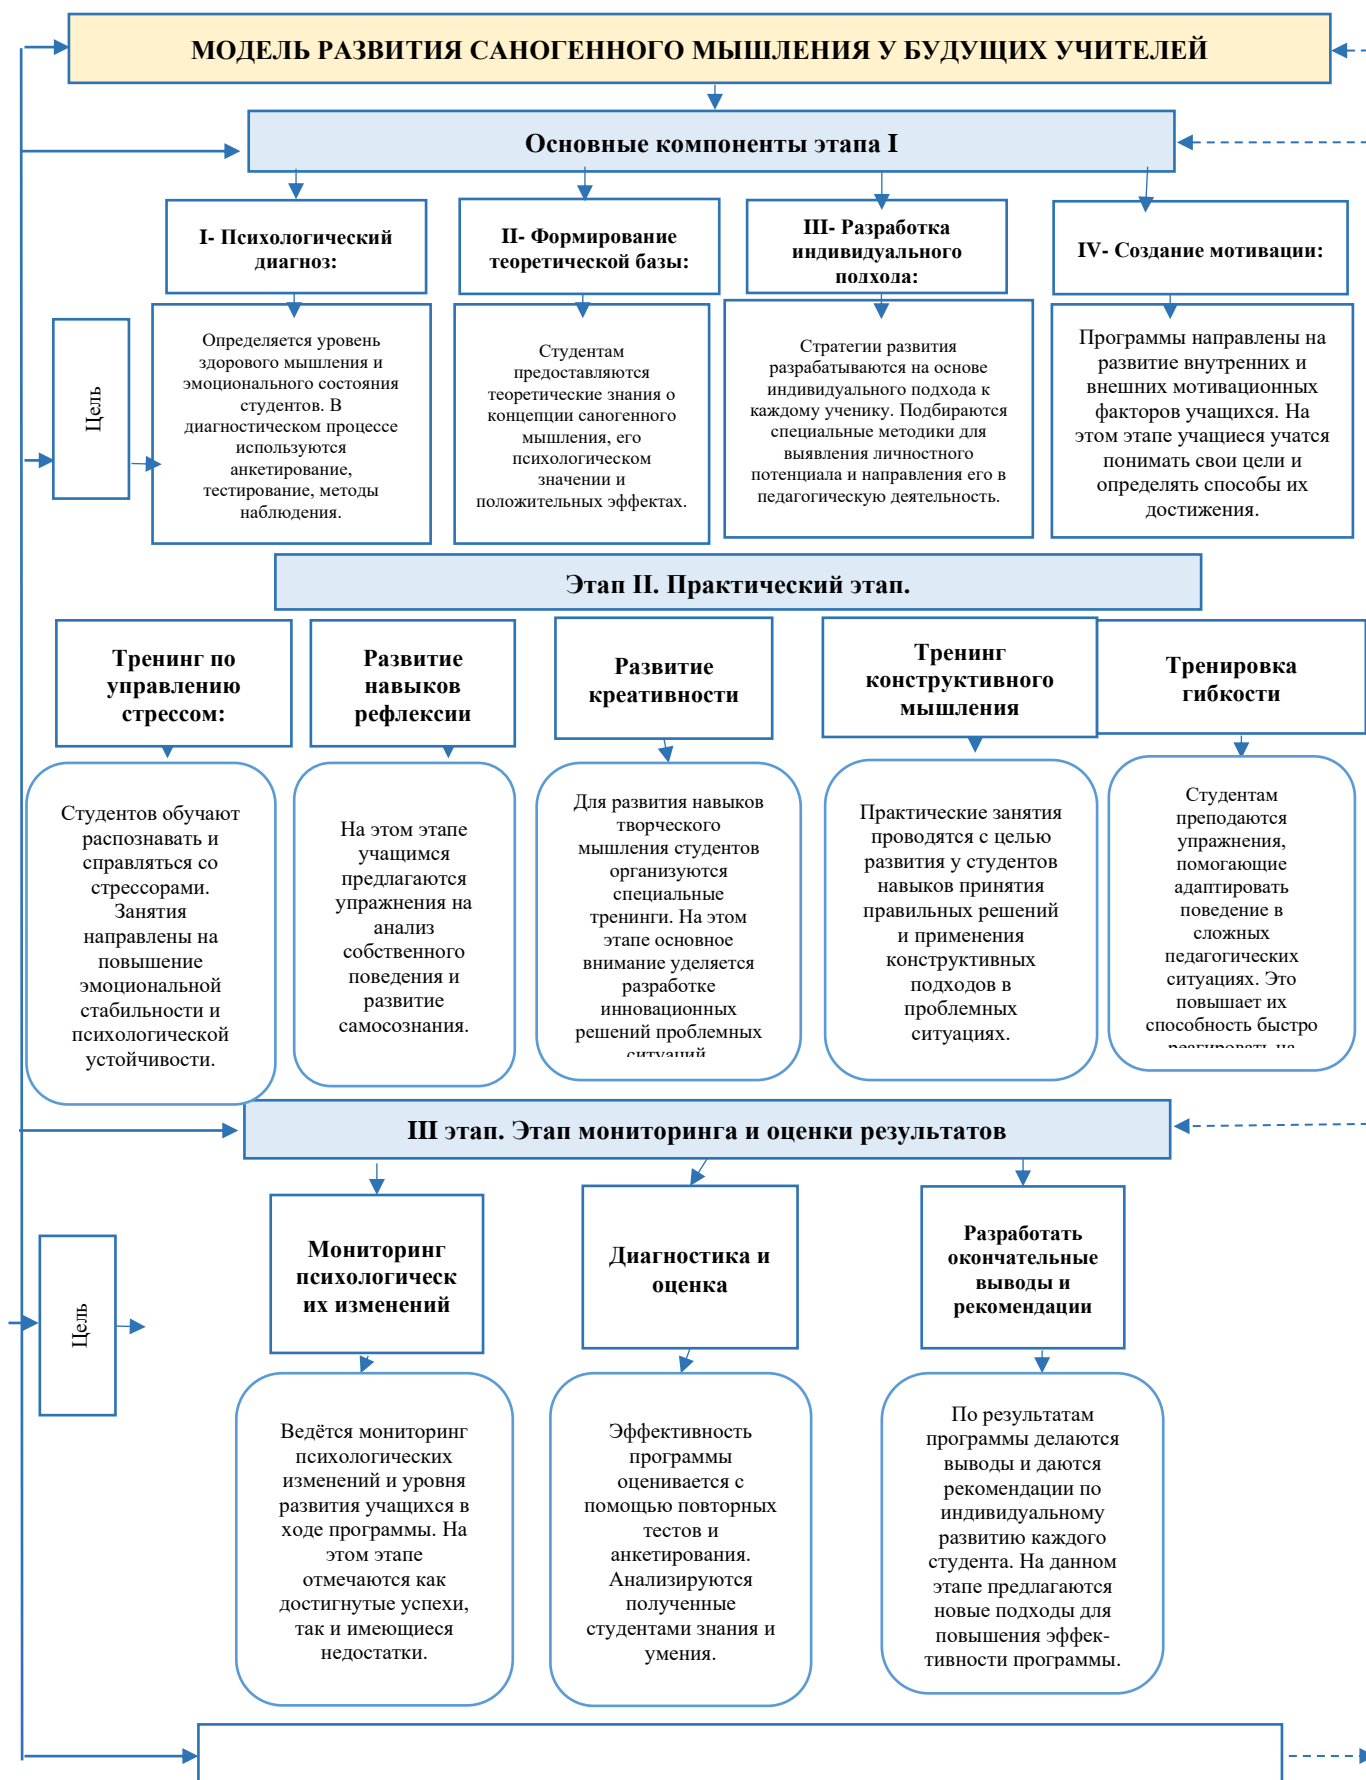 МОДЕЛЬ РАЗВИТИЯ САНОГЕННОГО МЫШЛЕНИЯ У БУДУЩИХ УЧИТЕЛЕЙ
Основные компоненты этапа I
I- Психологический
диагноз:
II- Формирование
теоретической базы:
III- Разработка
индивидуального
подхода:
IV- Создание мотивации:
Цель
Определяется уровень
здорового мышления и
эмоционального состояния
студентов. В
диагностическом процессе
используются
анкетирование,
тестирование, методы
наблюдения.
Студентам
предоставляются
теоретические знания о
концепции саногенного
мышления, его
психологическом
значении и
положительных эффектах.
Стратегии развития
разрабатываются на основе
индивидуального подхода к
каждому ученику. Подбираются
специальные методики для
выявления личностного
потенциала и направления его в
педагогическую деятельность.
Программы направлены на
развитие внутренних и
внешних мотивационных
факторов учащихся. На
этом этапе учащиеся учатся
понимать свои цели и
определять способы их
достижения.
Этап II. Практический этап.
Тренинг по
управлению
стрессом:
Развитие
навыков
рефлексии
Развитие
креативности
Тренинг
конструктивного
мышления
Тренировка
гибкости
Студентов обучают
распознавать и
справляться со
стрессорами.
Занятия
направлены на
повышение
эмоциональной
стабильности и
психологической
устойчивости.
На этом этапе
учащимся
предлагаются
упражнения на
анализ
собственного
поведения и
развитие
самосознания.
Для развития навыков
творческого
мышления студентов
организуются
специальные
тренинги. На этом
этапе основное
внимание уделяется
разработке
инновационных
решений проблемных
ситуаций
Практические занятия
проводятся с целью
развития у студентов
навыков принятия
правильных решений
и применения
конструктивных
подходов в
проблемных
ситуациях.
Студентам
преподаются
упражнения,
помогающие
адаптировать
поведение в
сложных
педагогических
ситуациях. Это
повышает их
способность быстро
реагировать на
III этап. Этап мониторинга и оценки результатов
Мониторинг
психологическ
их изменений
Диагностика и
оценка
Разработать
окончательные
выводы и
рекомендации
Цель
Ведётся мониторинг
психологических
изменений и уровня
развития учащихся в
ходе программы. На
этом этапе
отмечаются как
достигнутые успехи,
так и имеющиеся
недостатки.
Эффективность
программы
оценивается с
помощью повторных
тестов и
анкетирования.
Анализируются
полученные
студентами знания и
умения.
По результатам
программы делаются
выводы и даются
рекомендации по
индивидуальному
развитию каждого
студента. На данном
этапе предлагаются
новые подходы для
повышения эффек-
тивности программы.